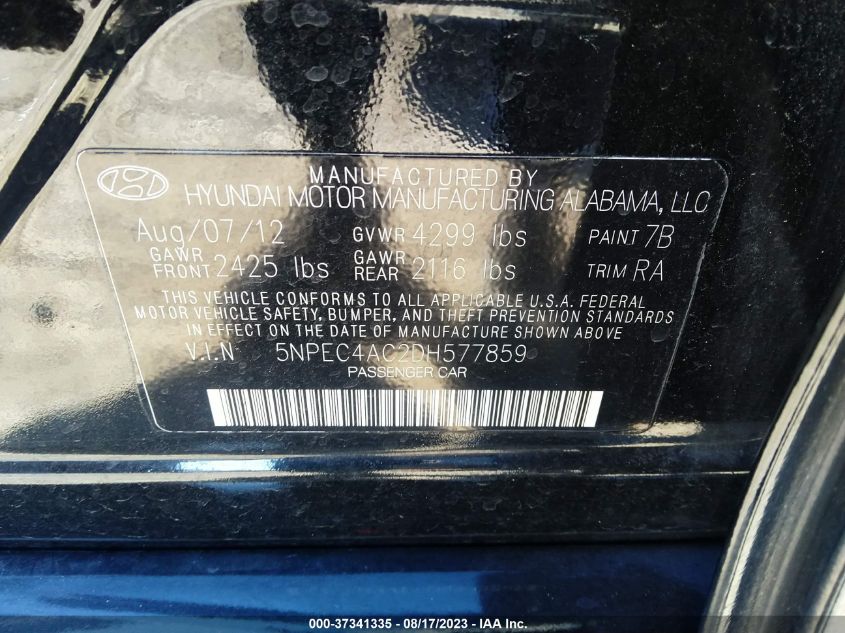 MANUFACTURED BY
HYUNDAI MOTOR MANUFACTURING ALABAMA, LLC
Aug/07/12 GVWR 4299 lbs PAINT 7B
GAWR FRONT 2425 lbs GAWR REAR 2116 lbs TRIM RA
THIS VEHICLE CONFORMS TO ALL APPLICABLE U.S.A. FEDERAL
MOTOR VEHICLE SAFETY, BUMPER, AND THEFT PREVENTION STANDARDS
IN EFFECT ON THE DATE OF MANUFACTURE SHOWN ABOVE
V.I.N 5NPEC4AC2DH577859
PASSENGER CAR
000-37341335 - 08/17/2023 - IAA Inc.